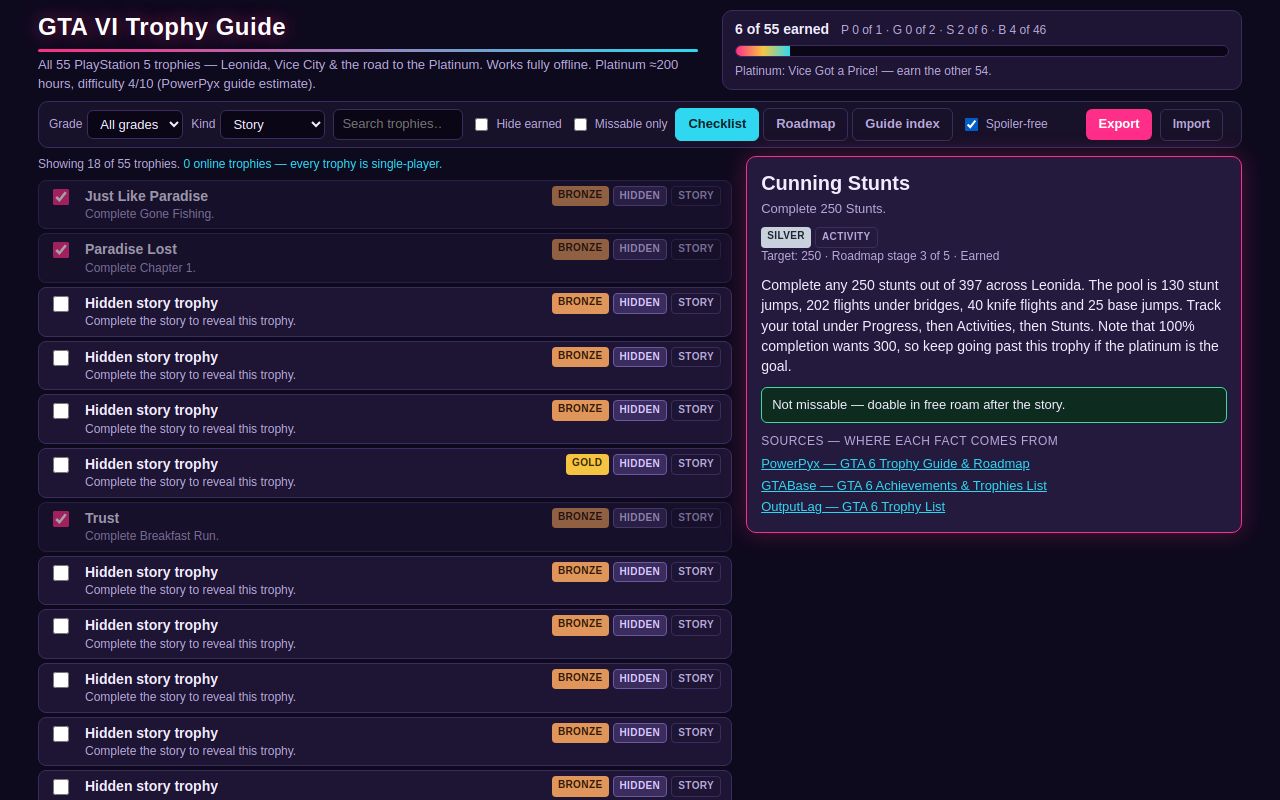 GTA VI Trophy Guide
All 55 PlayStation 5 trophies — Leonida, Vice City & the road to the Platinum. Works fully offline. Platinum ≈200
hours, difficulty 4/10 (PowerPyx guide estimate).
6 of 55 earned P 0 of 1 · G 0 of 2 · S 2 of 6 · B 4 of 46
Platinum: Vice Got a Price! — earn the other 54.
Grade All grades Kind Story Search trophies.. Hide earned Missable only Checklist Roadmap Guide index Spoiler-free Export Import
Showing 18 of 55 trophies. 0 online trophies — every trophy is single-player.
Just Like Paradise BRONZE HIDDEN STORY
Complete Gone Fishing.
Paradise Lost BRONZE HIDDEN STORY
Complete Chapter 1.
Hidden story trophy BRONZE HIDDEN STORY
Complete the story to reveal this trophy.
Hidden story trophy BRONZE HIDDEN STORY
Complete the story to reveal this trophy.
Hidden story trophy BRONZE HIDDEN STORY
Complete the story to reveal this trophy.
Hidden story trophy GOLD HIDDEN STORY
Complete the story to reveal this trophy.
Trust BRONZE HIDDEN STORY
Complete Breakfast Run.
Hidden story trophy BRONZE HIDDEN STORY
Complete the story to reveal this trophy.
Hidden story trophy BRONZE HIDDEN STORY
Complete the story to reveal this trophy.
Hidden story trophy BRONZE HIDDEN STORY
Complete the story to reveal this trophy.
Hidden story trophy BRONZE HIDDEN STORY
Complete the story to reveal this trophy.
Hidden story trophy BRONZE HIDDEN STORY
Cunning Stunts
Complete 250 Stunts.
SILVER ACTIVITY
Target: 250 · Roadmap stage 3 of 5 · Earned
Complete any 250 stunts out of 397 across Leonida. The pool is 130 stunt
jumps, 202 flights under bridges, 40 knife flights and 25 base jumps. Track
your total under Progress, then Activities, then Stunts. Note that 100%
completion wants 300, so keep going past this trophy if the platinum is the
goal.
Not missable — doable in free roam after the story.
SOURCES — WHERE EACH FACT COMES FROM
PowerPyx — GTA 6 Trophy Guide & Roadmap
GTABase — GTA 6 Achievements & Trophies List
OutputLag — GTA 6 Trophy List